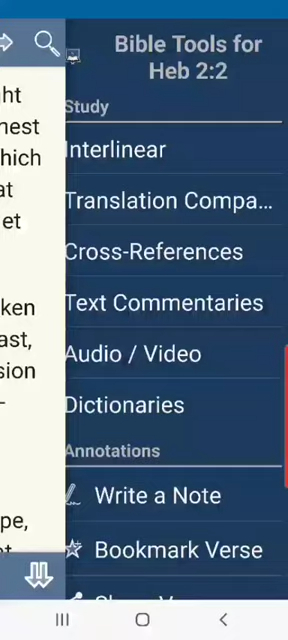 Bible Tools for
Heb 2:2
ht
nest
hich
at
et
ken
ast,
sion
pe,
Study
Interlinear
Translation Compa...
Cross-References
Text Commentaries
Audio / Video
Dictionaries
Annotations
Write a Note
Bookmark Verse